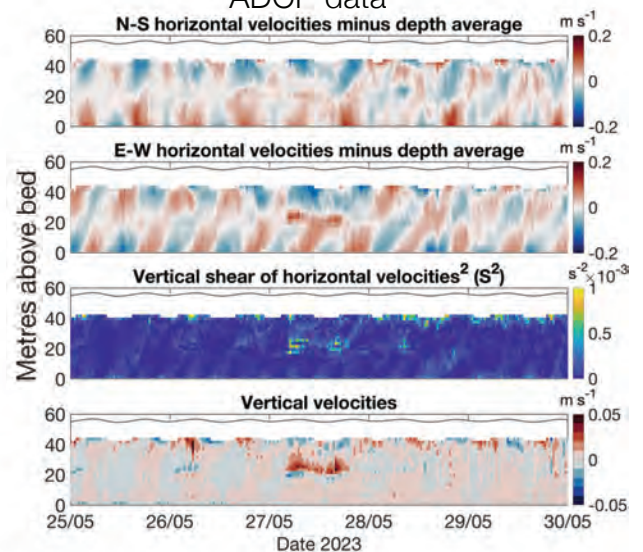 ADCP data
N-S horizontal velocities minus depth average
m s⁻¹
60
40
20
0
0.2
0
-0.2
E-W horizontal velocities minus depth average
m s⁻¹
60
40
20
0
0.2
0
-0.2
Metres above bed
Vertical shear of horizontal velocities² (S²)
s⁻² ×10⁻³
60
40
20
0
1
0.5
0
Vertical velocities
m s⁻¹
60
40
20
0
0.05
0
-0.05
25/05 26/05 27/05 28/05 29/05 30/05
Date 2023